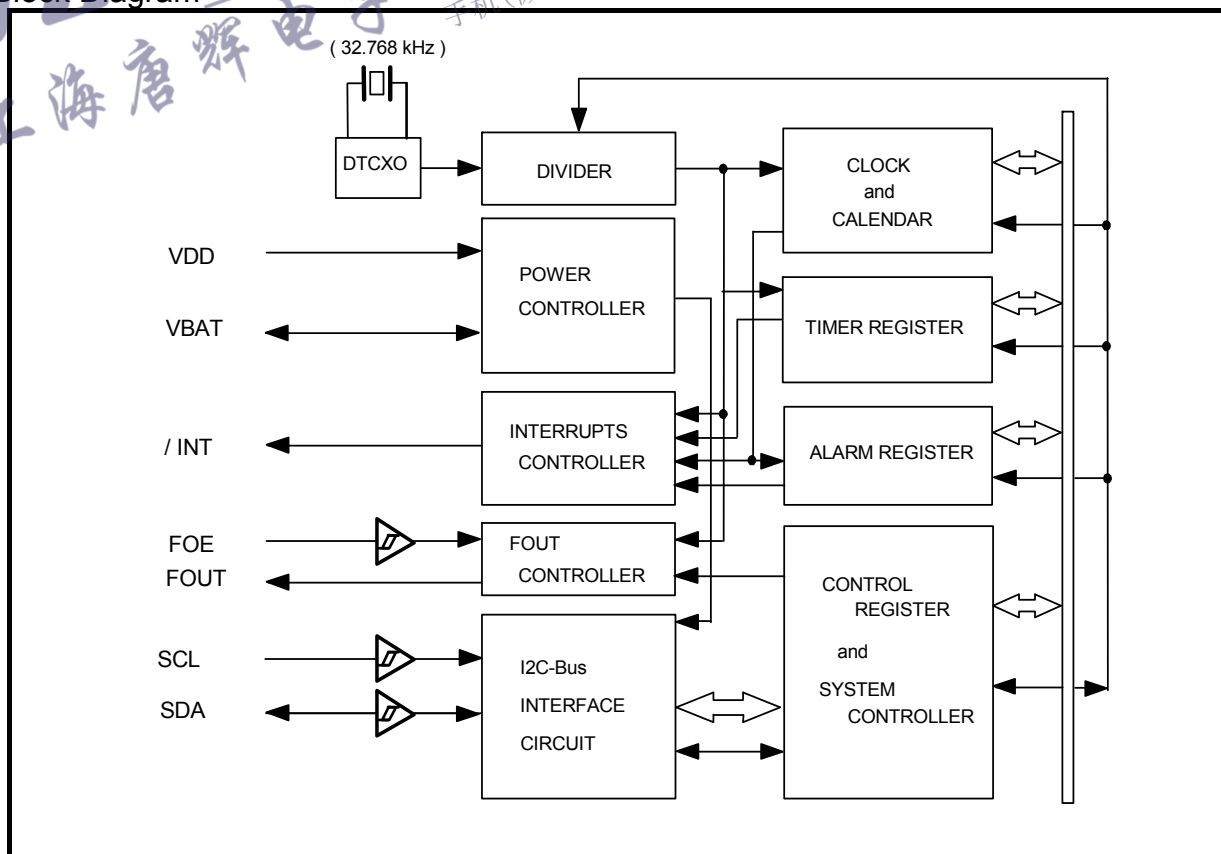 Block Diagram
上海唐辉电子
( 32.768 kHz )
DTCXO
DIVIDER
CLOCK
and
CALENDAR
VDD
POWER
CONTROLLER
VBAT
TIMER REGISTER
/ INT
INTERRUPTS
CONTROLLER
ALARM REGISTER
FOE
FOUT
FOUT
CONTROLLER
CONTROL
REGISTER
and
SYSTEM
CONTROLLER
SCL
SDA
I2C-Bus
INTERFACE
CIRCUIT